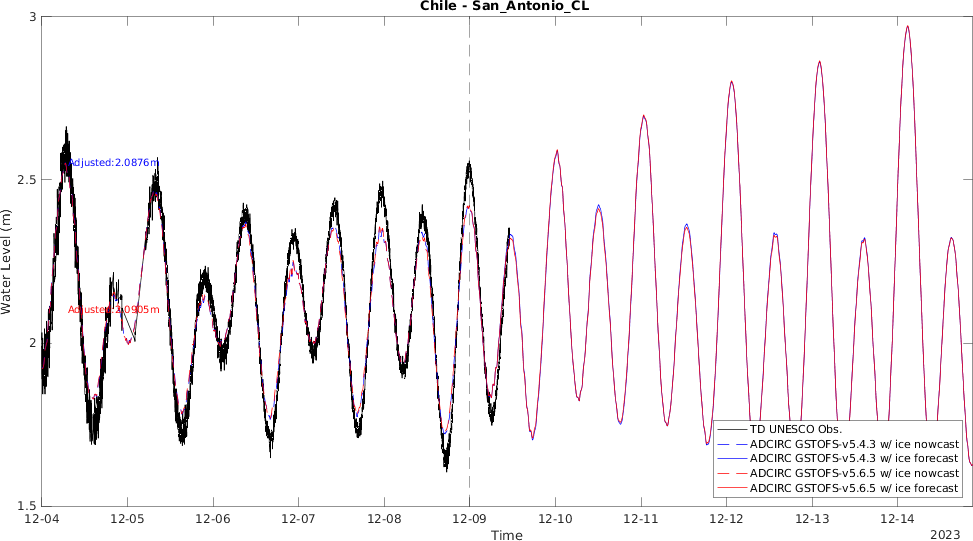 Chile - San_Antonio_CL
3
2.5
2
1.5
Water Level (m)
Adjusted:2.0876m
Adjusted:2.0905m
TD UNESCO Obs.
ADCIRC GSTOFS-v5.4.3 w/ ice nowcast
ADCIRC GSTOFS-v5.4.3 w/ ice forecast
ADCIRC GSTOFS-v5.6.5 w/ ice nowcast
ADCIRC GSTOFS-v5.6.5 w/ ice forecast
12-04 12-05 12-06 12-07 12-08 12-09 12-10 12-11 12-12 12-13 12-14
Time
2023